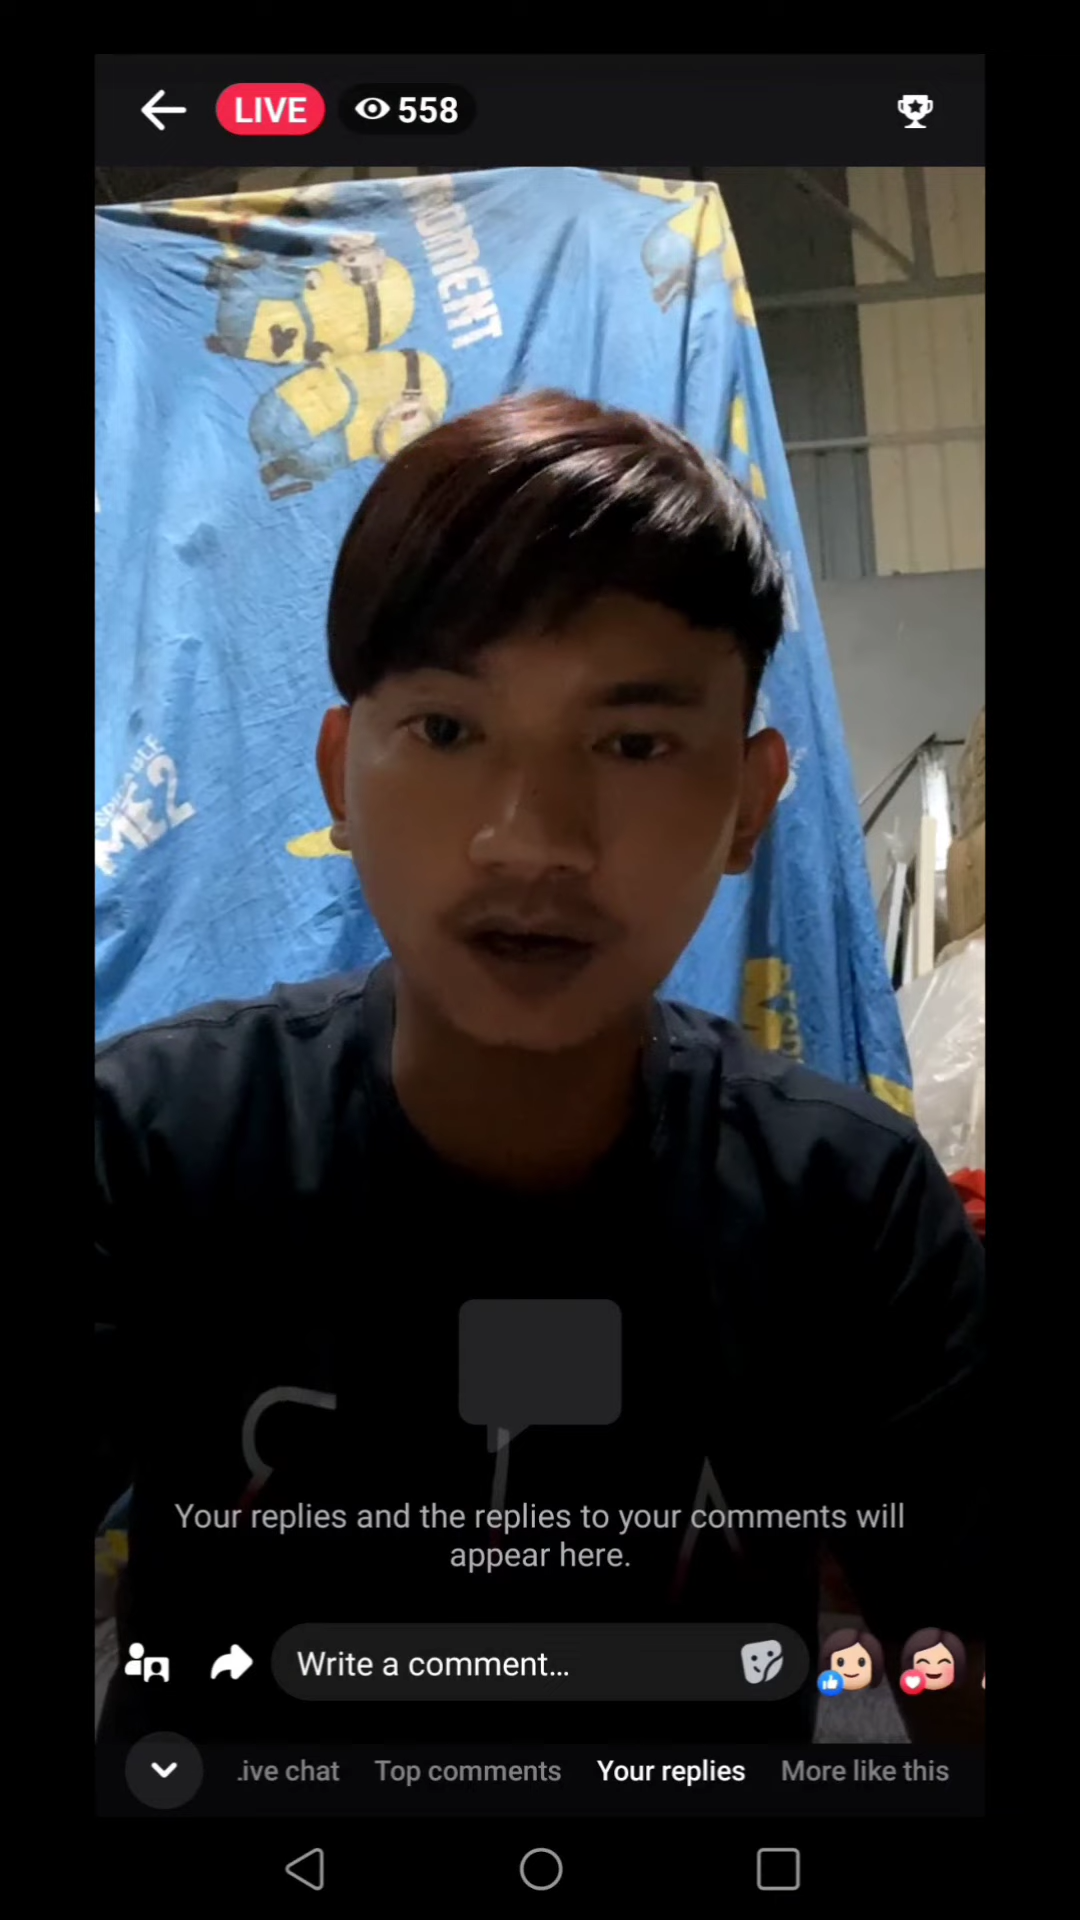 LIVE
558
ME2
Your replies and the replies to your comments will
appear here.
Write a comment...
.ive chat
Top comments
Your replies
More like this